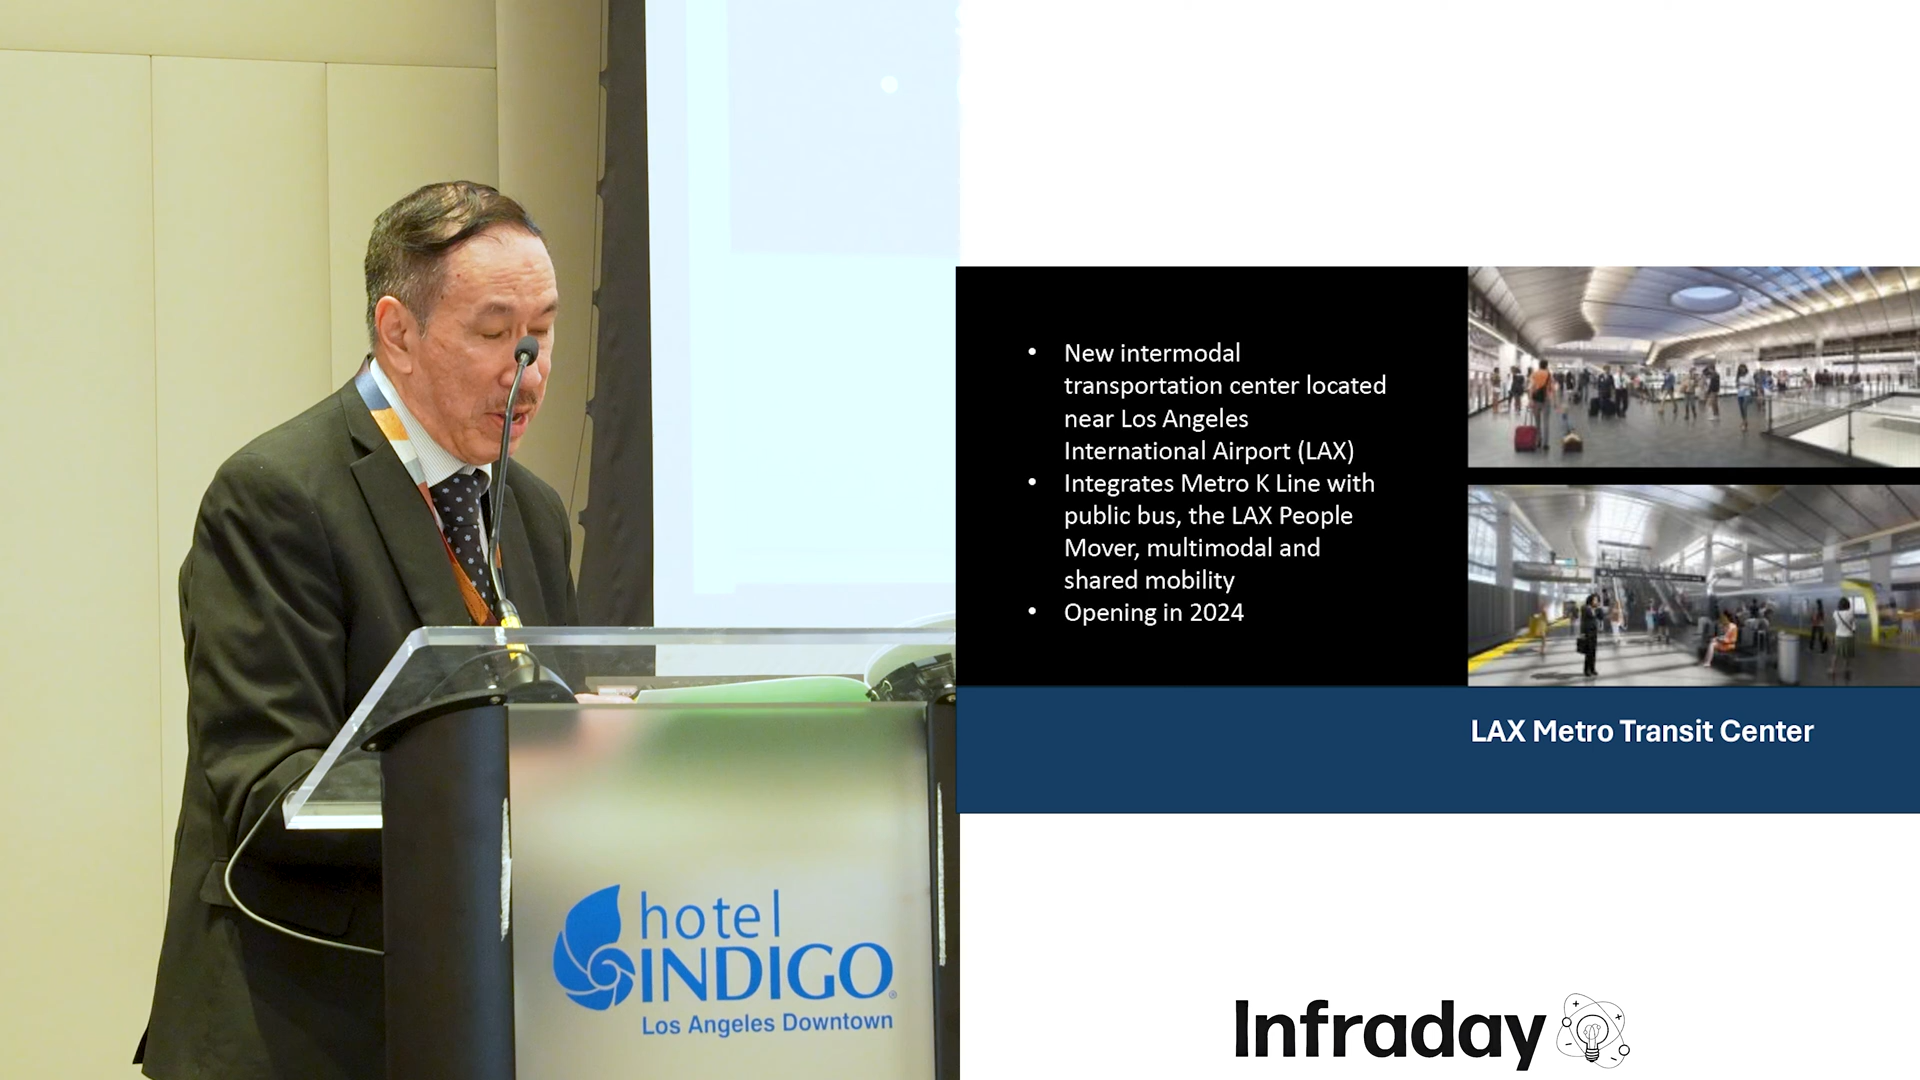 • New intermodal
transportation center located
near Los Angeles
International Airport (LAX)
• Integrates Metro K Line with
public bus, the LAX People
Mover, multimodal and
shared mobility
• Opening in 2024
LAX Metro Transit Center
hotel
INDIGO®
Los Angeles Downtown
Infraday